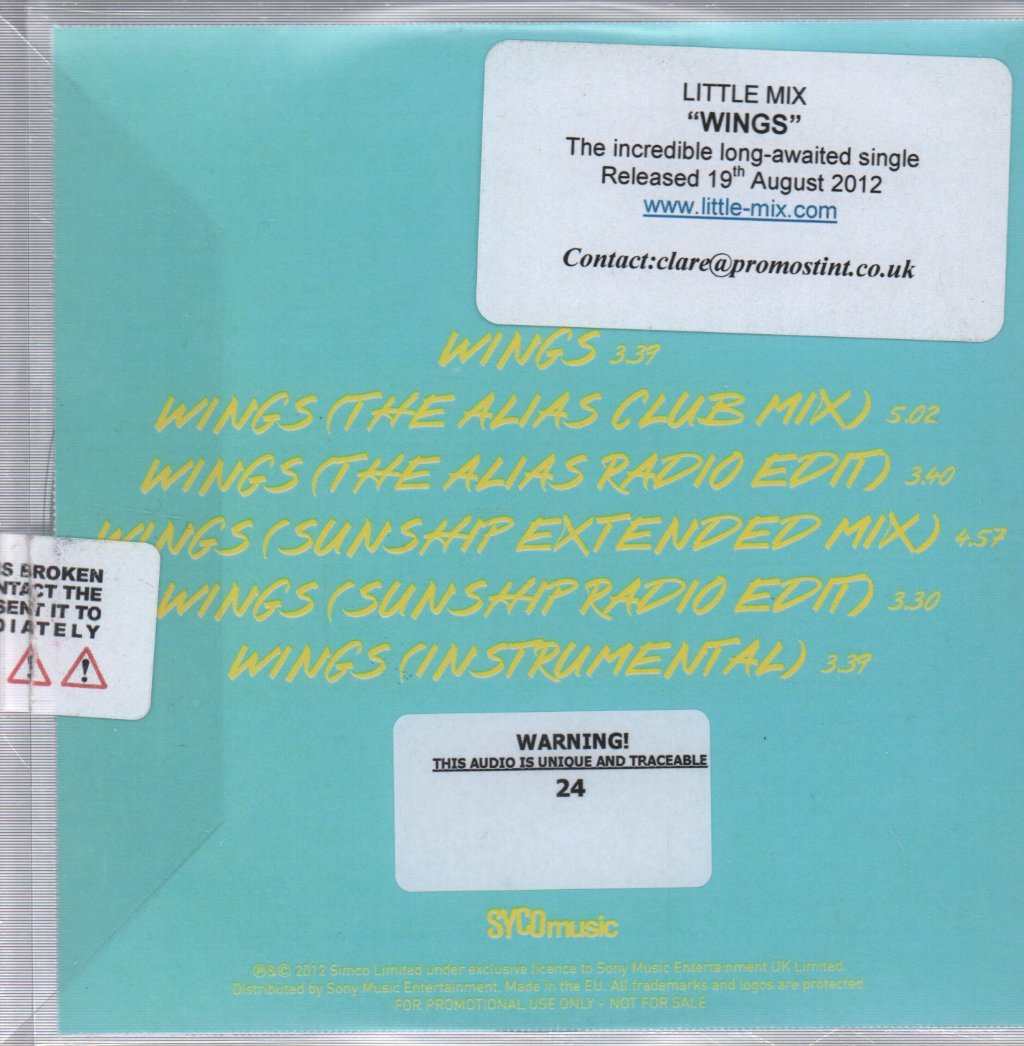 LITTLE MIX
“WINGS”
The incredible long-awaited single
Released 19th August 2012
www.little-mix.com
Contact:clare@promostint.co.uk
WINGS 3.39
WINGS (THE ALIAS CLUB MIX) 5.02
WINGS (THE ALIAS RADIO EDIT) 3.40
WINGS (SUNSHIP EXTENDED MIX) 4.57
WINGS (SUNSHIP RADIO EDIT) 3.30
WINGS (INSTRUMENTAL) 3.39
BROKEN
THE
IT TO
WARNING!
THIS AUDIO IS UNIQUE AND TRACEABLE
24
SYCOmusic
℗&© 2012 Simco Limited under exclusive licence to Sony Music Entertainment UK Limited.
Distributed by Sony Music Entertainment. Made in the EU. All trademarks and logos are protected.
FOR PROMOTIONAL USE ONLY – NOT FOR SALE